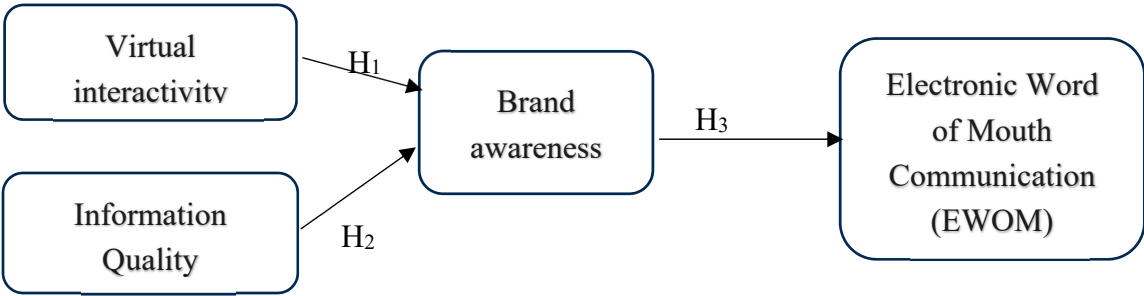 Virtual
interactivity
H1
Brand
awareness
H3
Electronic Word
of Mouth
Communication
(EWOM)
Information
Quality
H2